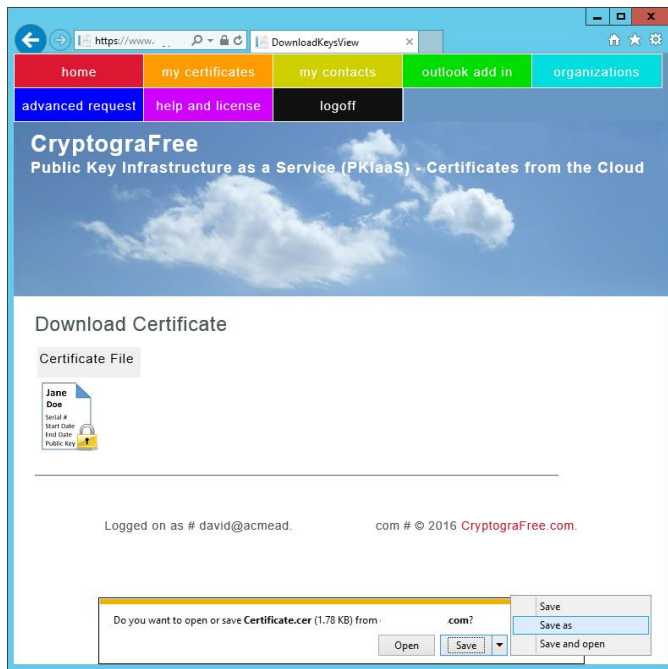 https://www.
DownloadKeysView
home
my certificates
my contacts
outlook add in
organizations
advanced request
help and license
logoff
CryptograFree
Public Key Infrastructure as a Service (PKIaaS) - Certificates from the Cloud
Download Certificate
Certificate File
Jane
Doe
Serial #
Start Date
End Date
Public Key
Logged on as # david@acmead. com # © 2016 CryptograFree.com.
Do you want to open or save Certificate.cer (1.78 KB) from .com?
Open
Save
Save
Save as
Save and open